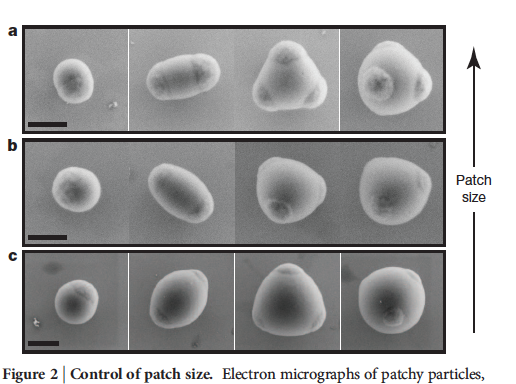 a
b
Patch
size
c
Figure 2 | Control of patch size. Electron micrographs of patchy particles,